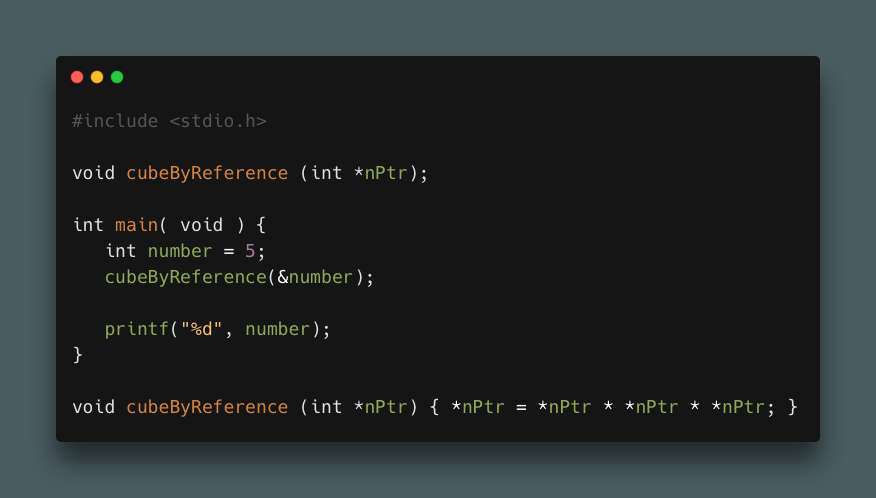 #include <stdio.h>
void cubeByReference (int *nPtr);
int main( void ) {
int number = 5;
cubeByReference(&number);
printf("%d", number);
}
void cubeByReference (int *nPtr) { *nPtr = *nPtr * *nPtr * *nPtr; }